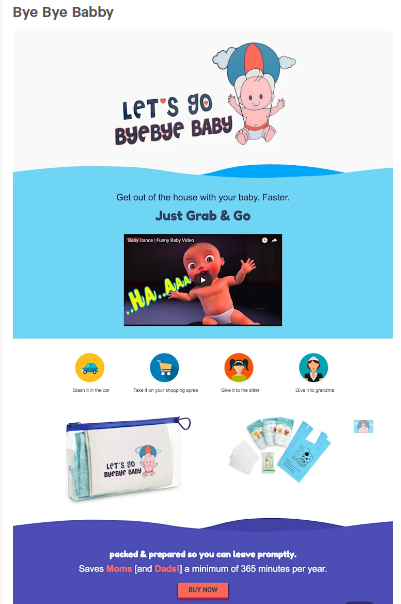 Bye Bye Babby
LET'S GO
BYEBYE BABY
Get out of the house with your baby. Faster.
Just Grab & Go
Baby Dance | Funny Baby Video
..HA..AAA
Stash it in the car
Take it on your shopping spree
Give it to the sitter
Give it to grandma
LET'S GO
BYEBYE BABY
packed & prepared so you can leave promptly.
Saves Moms [and Dads!] a minimum of 365 minutes per year.
BUY NOW